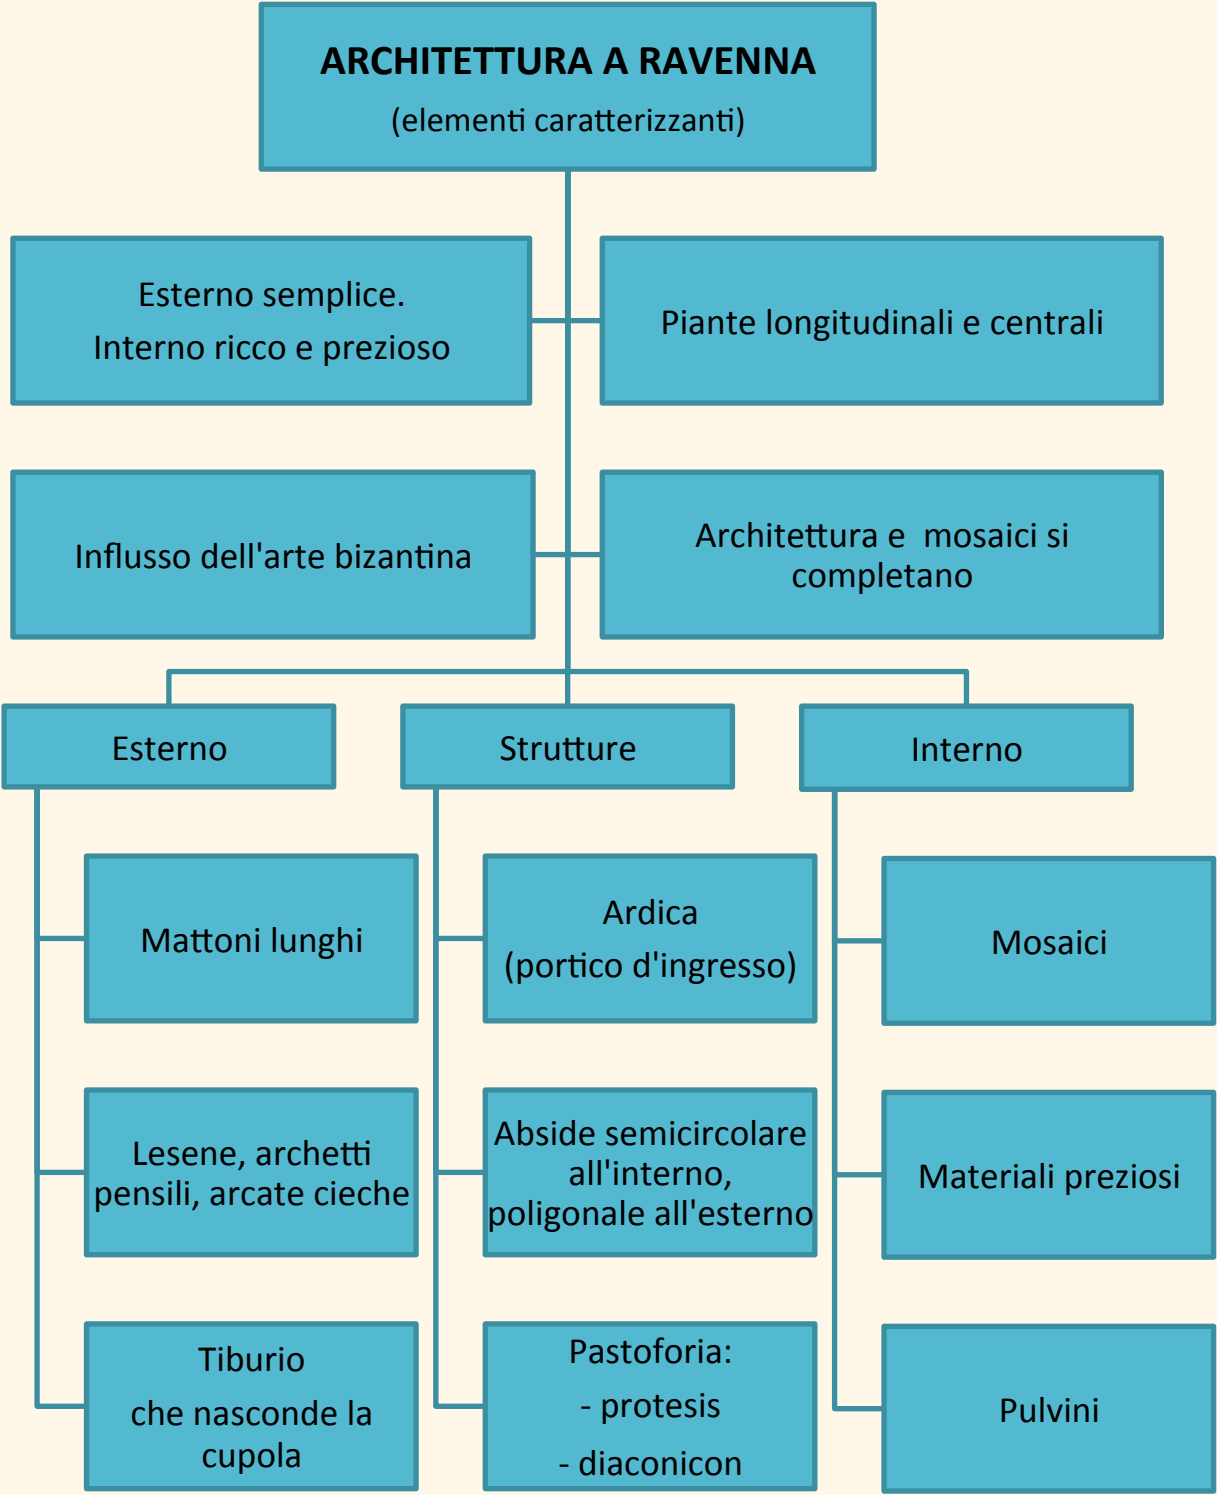 ARCHITETTURA A RAVENNA
(elementi caratterizzanti)
Esterno semplice.
Interno ricco e prezioso
Piante longitudinali e centrali
Influsso dell'arte bizantina
Architettura e  mosaici si
completano
Esterno
Strutture
Interno
Mattoni lunghi
Ardica
(portico d'ingresso)
Mosaici
Lesene, archetti
pensili, arcate cieche
Abside semicircolare
all'interno,
poligonale all'esterno
Materiali preziosi
Tiburio
che nasconde la
cupola
Pastoforia:
- protesis
- diaconicon
Pulvini